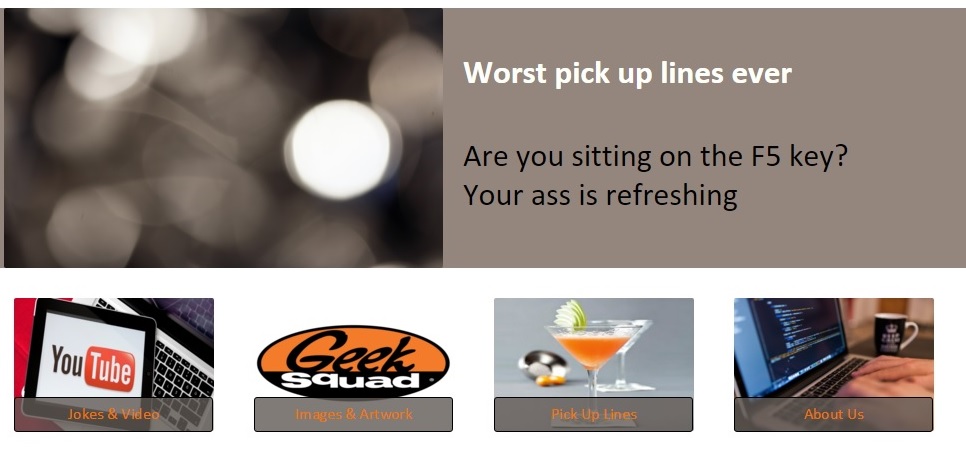 Worst pick up lines ever
Are you sitting on the F5 key?
Your ass is refreshing
YouTube
Geek
Squad
Jokes & Video
Images & Artwork
Pick Up Lines
About Us